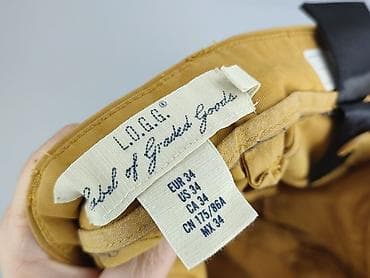 L.O.G.G.®
Label of Graded Goods
EUR 34
US 34
CA 34
CN 175/86A
MX 34